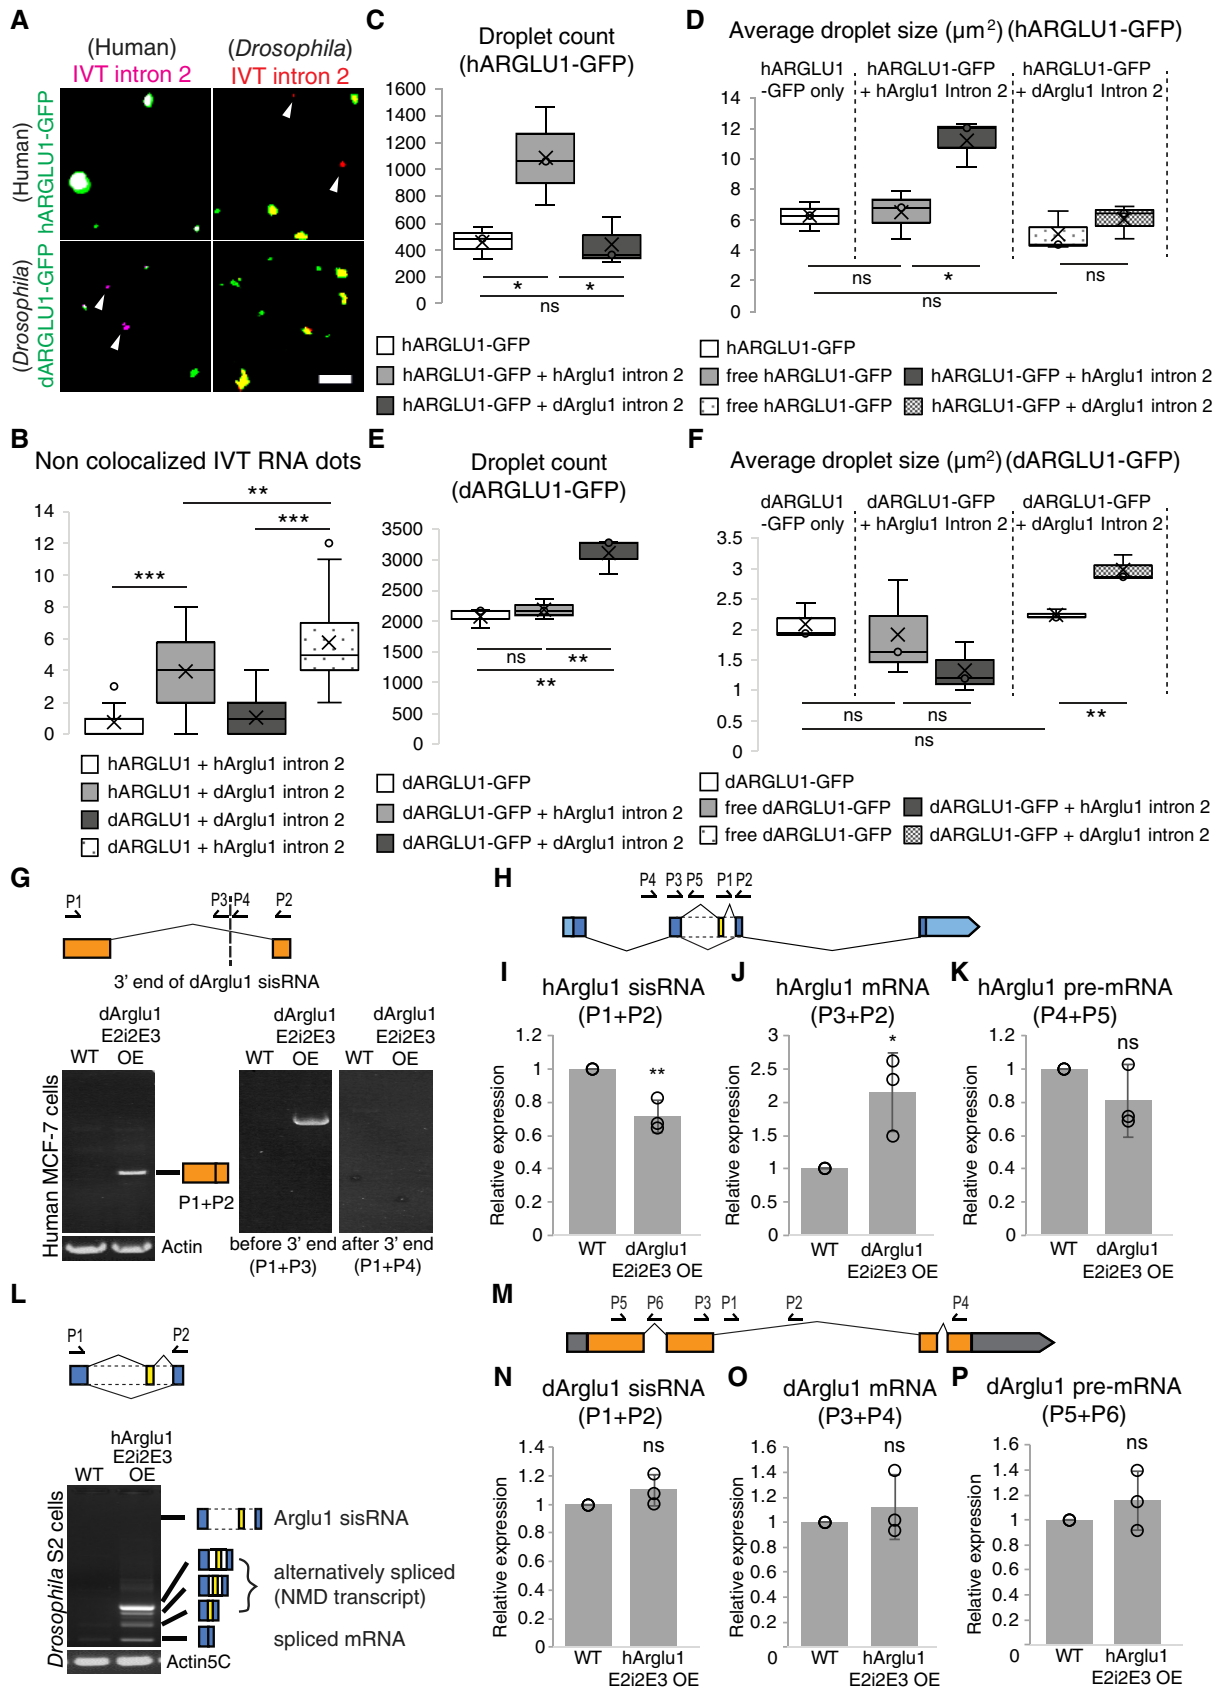 A
(Human)
IVT intron 2
(Drosophila)
IVT intron 2
(Human)
hARGLU1-GFP
(Drosophila)
dARGLU1-GFP
B
Non colocalized IVT RNA dots
**
***
***
14
12
10
8
6
4
2
0
hARGLU1 + hArglu1 intron 2
hARGLU1 + dArglu1 intron 2
dARGLU1 + dArglu1 intron 2
dARGLU1 + hArglu1 intron 2
C
Droplet count
(hARGLU1-GFP)
1600
1400
1200
1000
800
600
400
200
0
* *
ns
hARGLU1-GFP
hARGLU1-GFP + hArglu1 intron 2
hARGLU1-GFP + dArglu1 intron 2
D
Average droplet size (µm²) (hARGLU1-GFP)
hARGLU1
-GFP only
hARGLU1-GFP
+ hArglu1 Intron 2
hARGLU1-GFP
+ dArglu1 Intron 2
14
12
10
8
6
4
2
0
ns * ns
ns
hARGLU1-GFP
free hARGLU1-GFP
hARGLU1-GFP + hArglu1 intron 2
free hARGLU1-GFP
hARGLU1-GFP + dArglu1 intron 2
E
Droplet count
(dARGLU1-GFP)
3500
3000
2500
2000
1500
1000
500
0
ns **
**
dARGLU1-GFP
dARGLU1-GFP + hArglu1 intron 2
dARGLU1-GFP + dArglu1 intron 2
F
Average droplet size (µm²) (dARGLU1-GFP)
dARGLU1
-GFP only
dARGLU1-GFP
+ hArglu1 Intron 2
dARGLU1-GFP
+ dArglu1 Intron 2
3.5
3
2.5
2
1.5
1
0.5
0
ns ns **
ns
dARGLU1-GFP
free dARGLU1-GFP
dARGLU1-GFP + hArglu1 intron 2
free dARGLU1-GFP
dARGLU1-GFP + dArglu1 intron 2
G
P1 P3 P4 P2
3' end of dArglu1 sisRNA
WT
dArglu1
E2i2E3
OE
WT
dArglu1
E2i2E3
OE
WT
dArglu1
E2i2E3
OE
Human MCF-7 cells
P1+P2
Actin
before 3' end
(P1+P3)
after 3' end
(P1+P4)
H
P4 P3 P5 P1 P2
I
hArglu1 sisRNA
(P1+P2)
Relative expression
1.2
1
0.8
0.6
0.4
0.2
0
**
WT
dArglu1
E2i2E3 OE
J
hArglu1 mRNA
(P3+P2)
Relative expression
3
2.5
2
1.5
1
0.5
0
*
WT
dArglu1
E2i2E3 OE
K
hArglu1 pre-mRNA
(P4+P5)
Relative expression
1.2
1
0.8
0.6
0.4
0.2
0
ns
WT
dArglu1
E2i2E3 OE
L
P1 P2
WT
hArglu1
E2i2E3
OE
Drosophila S2 cells
Arglu1 sisRNA
alternatively spliced
(NMD transcript)
spliced mRNA
Actin5C
M
P5 P6 P3 P1 P2 P4
N
dArglu1 sisRNA
(P1+P2)
Relative expression
1.4
1.2
1
0.8
0.6
0.4
0.2
0
ns
WT
hArglu1
E2i2E3 OE
O
dArglu1 mRNA
(P3+P4)
Relative expression
1.6
1.4
1.2
1
0.8
0.6
0.4
0.2
0
ns
WT
hArglu1
E2i2E3 OE
P
dArglu1 pre-mRNA
(P5+P6)
Relative expression
1.6
1.4
1.2
1
0.8
0.6
0.4
0.2
0
ns
WT
hArglu1
E2i2E3 OE